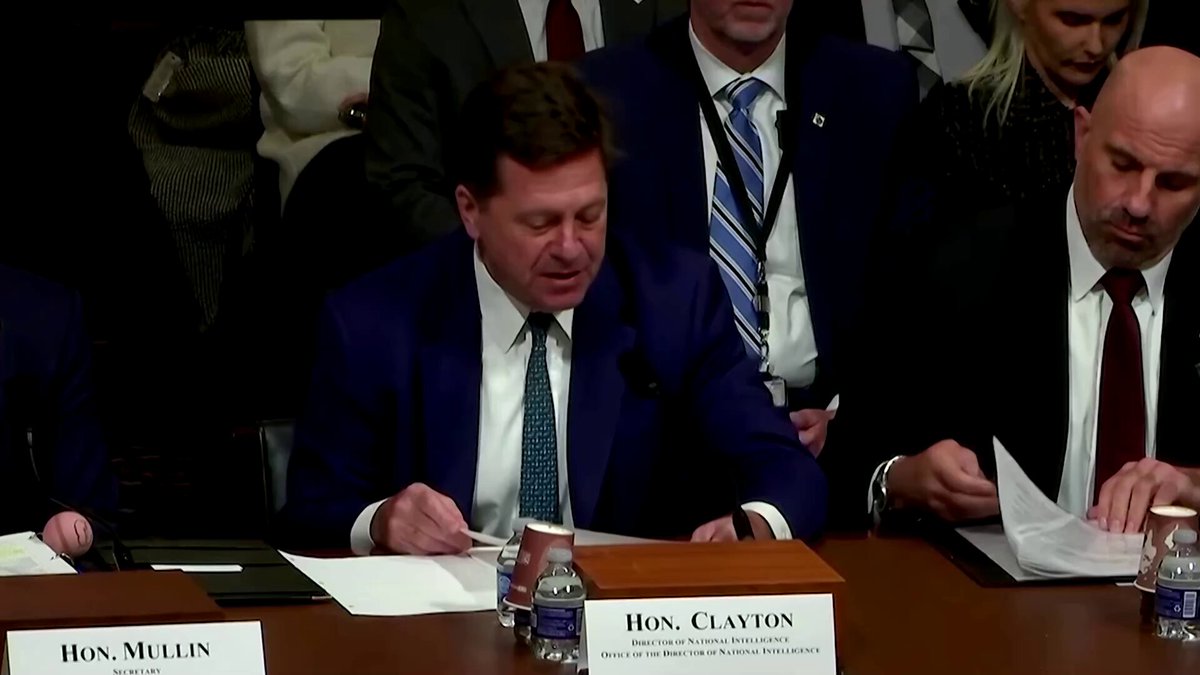 HON. MULLIN
SECRETARY
HON. CLAYTON
DIRECTOR OF NATIONAL INTELLIGENCE
OFFICE OF THE DIRECTOR OF NATIONAL INTELLIGENCE